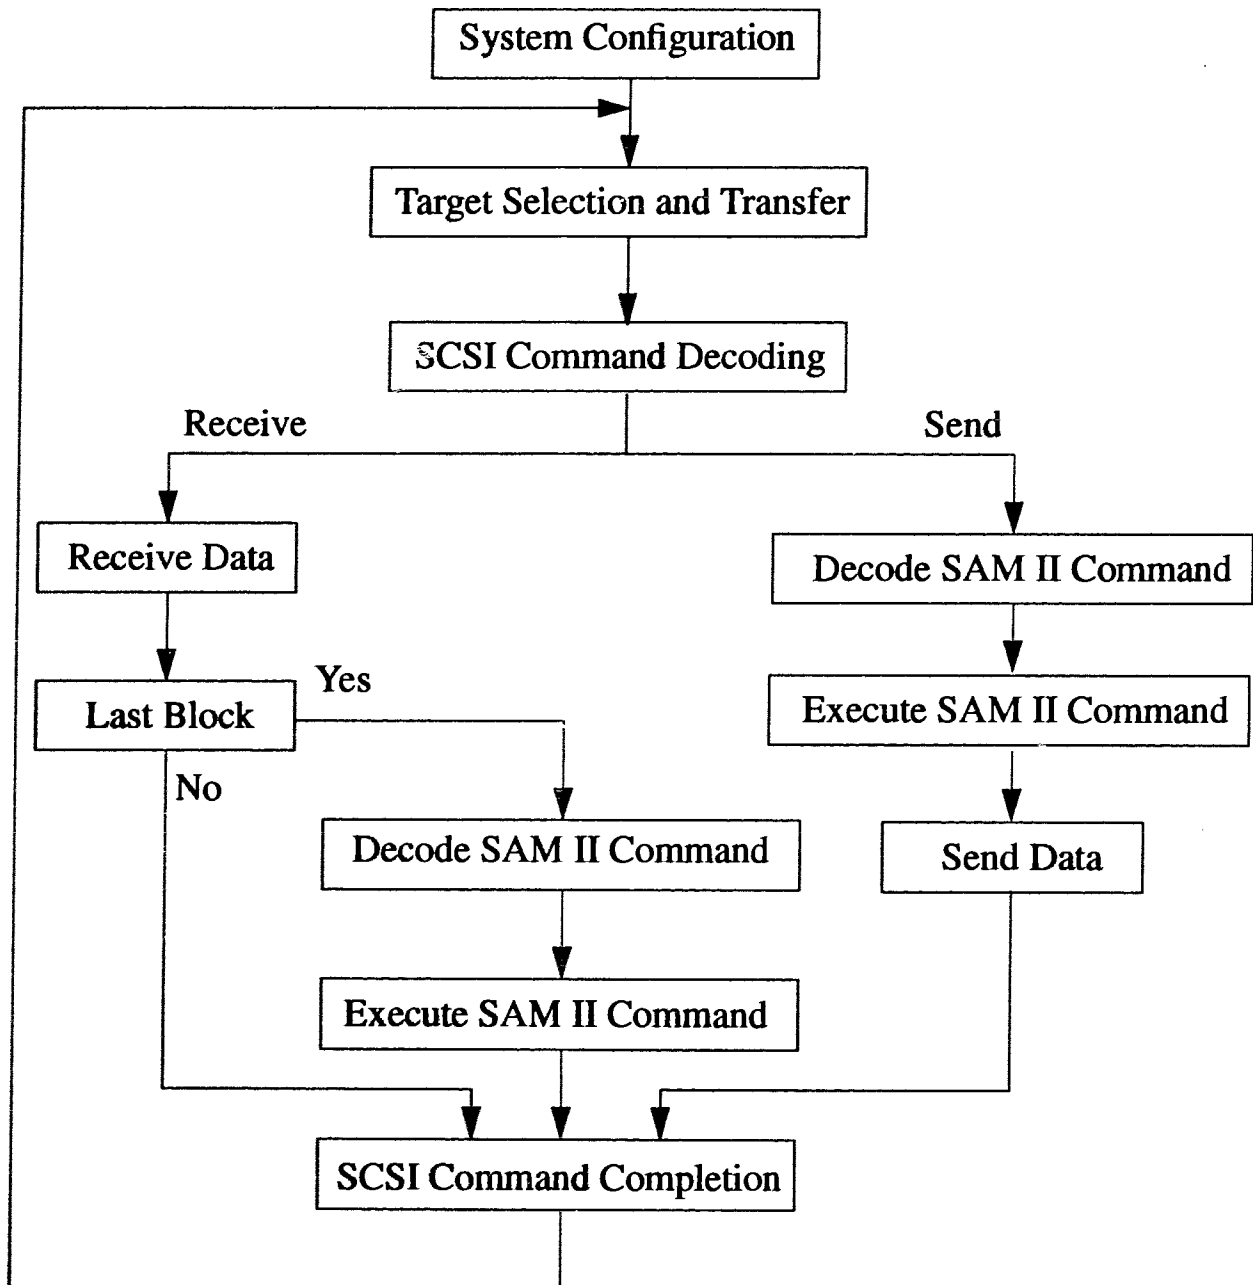 System Configuration
Target Selection and Transfer
SCSI Command Decoding
Receive
Send
Receive Data
Decode SAM II Command
Yes
Last Block
Execute SAM II Command
No
Decode SAM II Command
Send Data
Execute SAM II Command
SCSI Command Completion